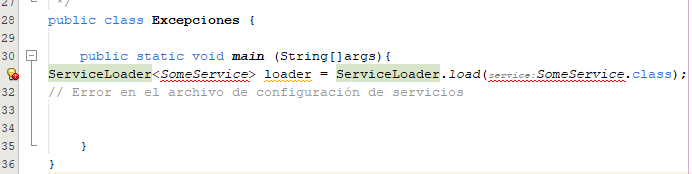 27 */
28 public class Excepciones {
29
30 public static void main (String[]args){
ServiceLoader<SomeService> loader = ServiceLoader.load(service:SomeService.class);
32 // Error en el archivo de configuración de servicios
33
34
35 }
36 }